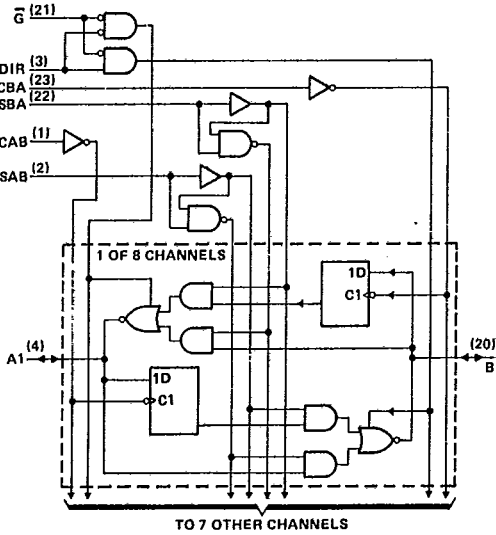 G (21)
DIR (3)
CBA (23)
SBA (22)
CAB (1)
SAB (2)
1 OF 8 CHANNELS
1D
C1
A1 (4)
(20)
B
1D
C1
TO 7 OTHER CHANNELS